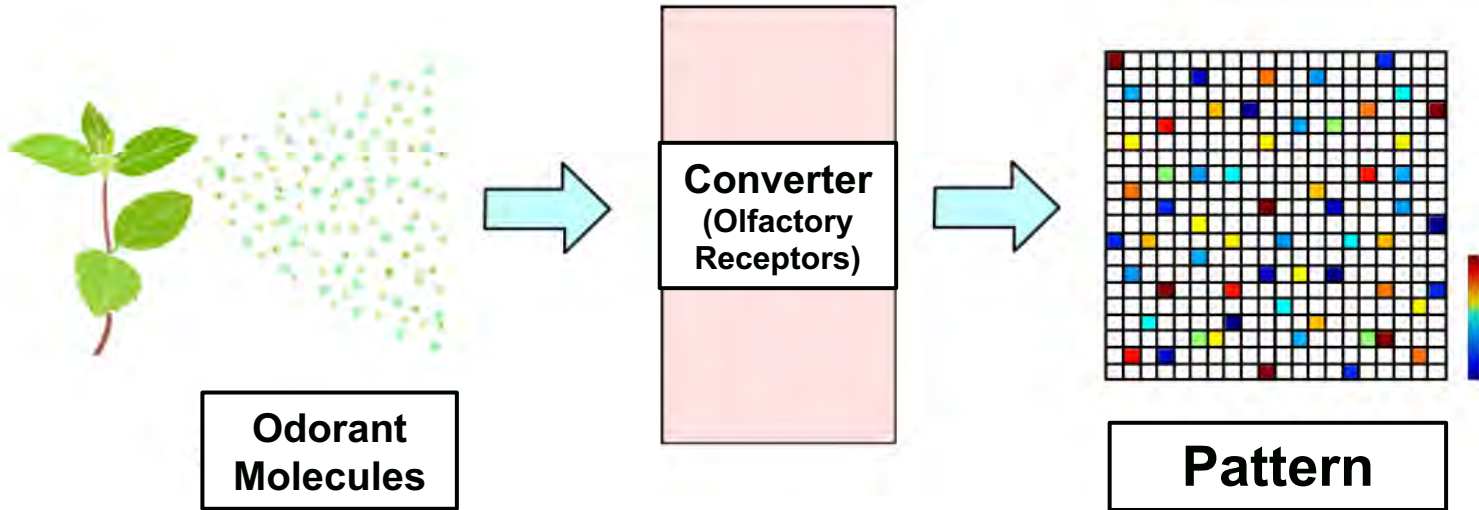 Odorant
Molecules
Converter
(Olfactory
Receptors)
Pattern